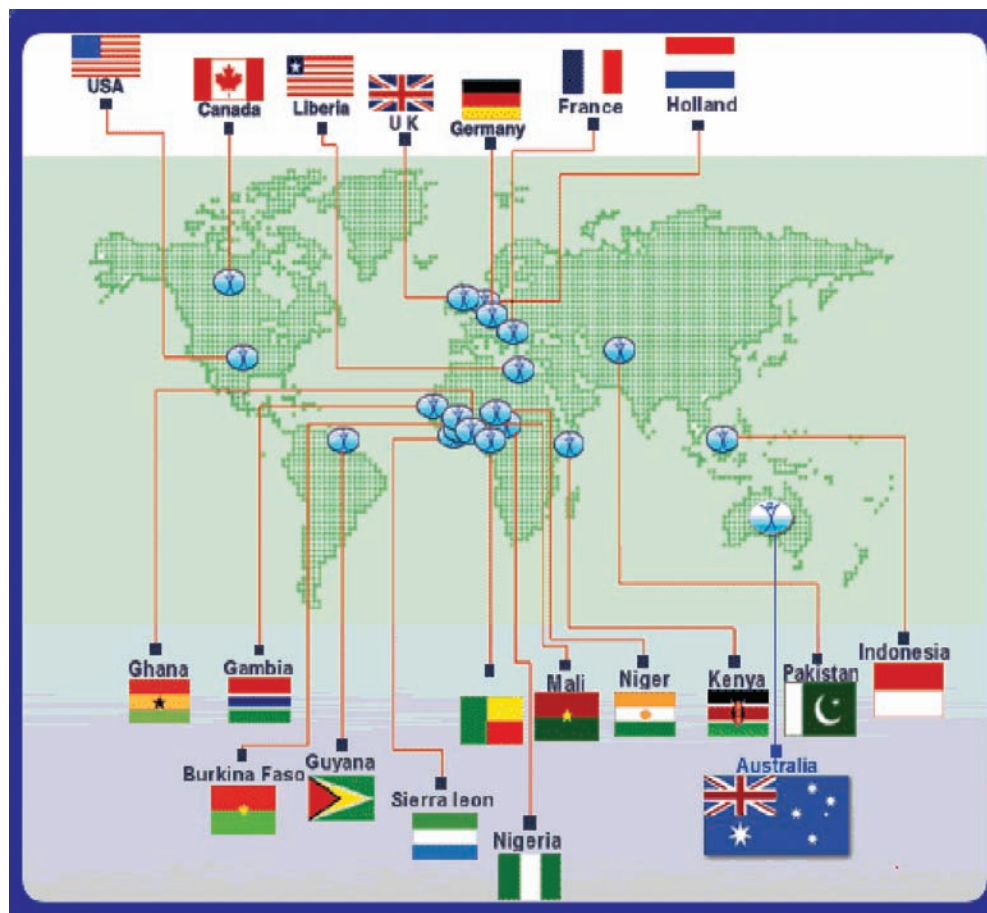 USA
Canada
Liberia
U K
Germany
France
Holland
Ghana
Gambia
Mali
Niger
Kenya
Pakistan
Indonesia
Burkina Faso
Guyana
Sierra leon
Nigeria
Australia